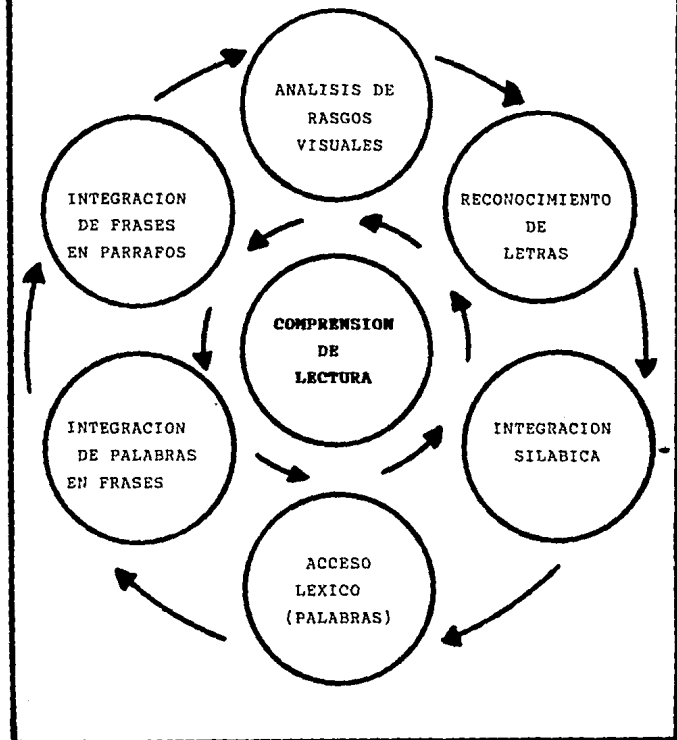 ANALISIS DE
RASGOS
VISUALES
RECONOCIMIENTO
DE
LETRAS
INTEGRACION
SILABICA
ACCESO
LEXICO
(PALABRAS)
INTEGRACION
DE PALABRAS
EN FRASES
INTEGRACION
DE FRASES
EN PARRAFOS
COMPRENSION
DE
LECTURA